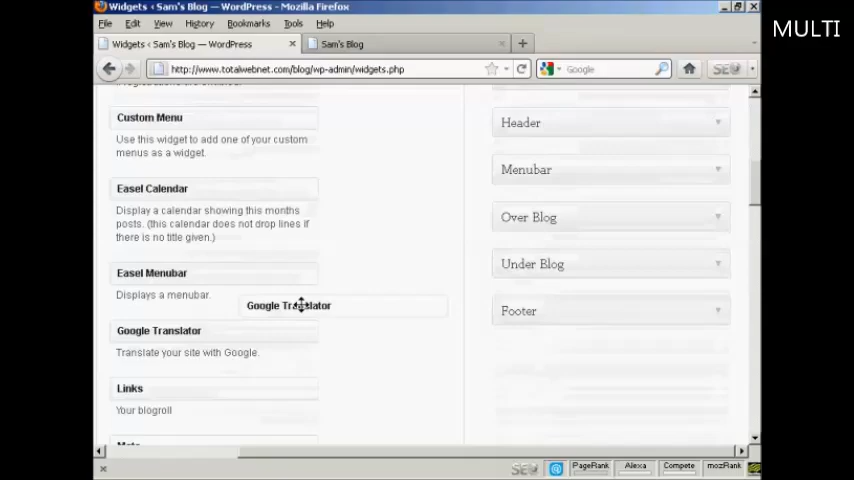 Widgets ‹ Sam's Blog — WordPress - Mozilla Firefox
MULTI
File Edit View History Bookmarks Tools Help
Widgets ‹ Sam's Blog — WordPress × Sam's Blog × +
http://www.totalwebnet.com/blog/wp-admin/widgets.php Google SEO
Custom Menu
Use this widget to add one of your custom
menus as a widget.
Easel Calendar
Display a calendar showing this months
posts. (this calendar does not drop lines if
there is no title given.)
Easel Menubar
Displays a menubar.
Google Translator
Google Translator
Translate your site with Google.
Links
Your blogroll
Header
Menubar
Over Blog
Under Blog
Footer
× SEO PageRank Alexa Compete mozRank